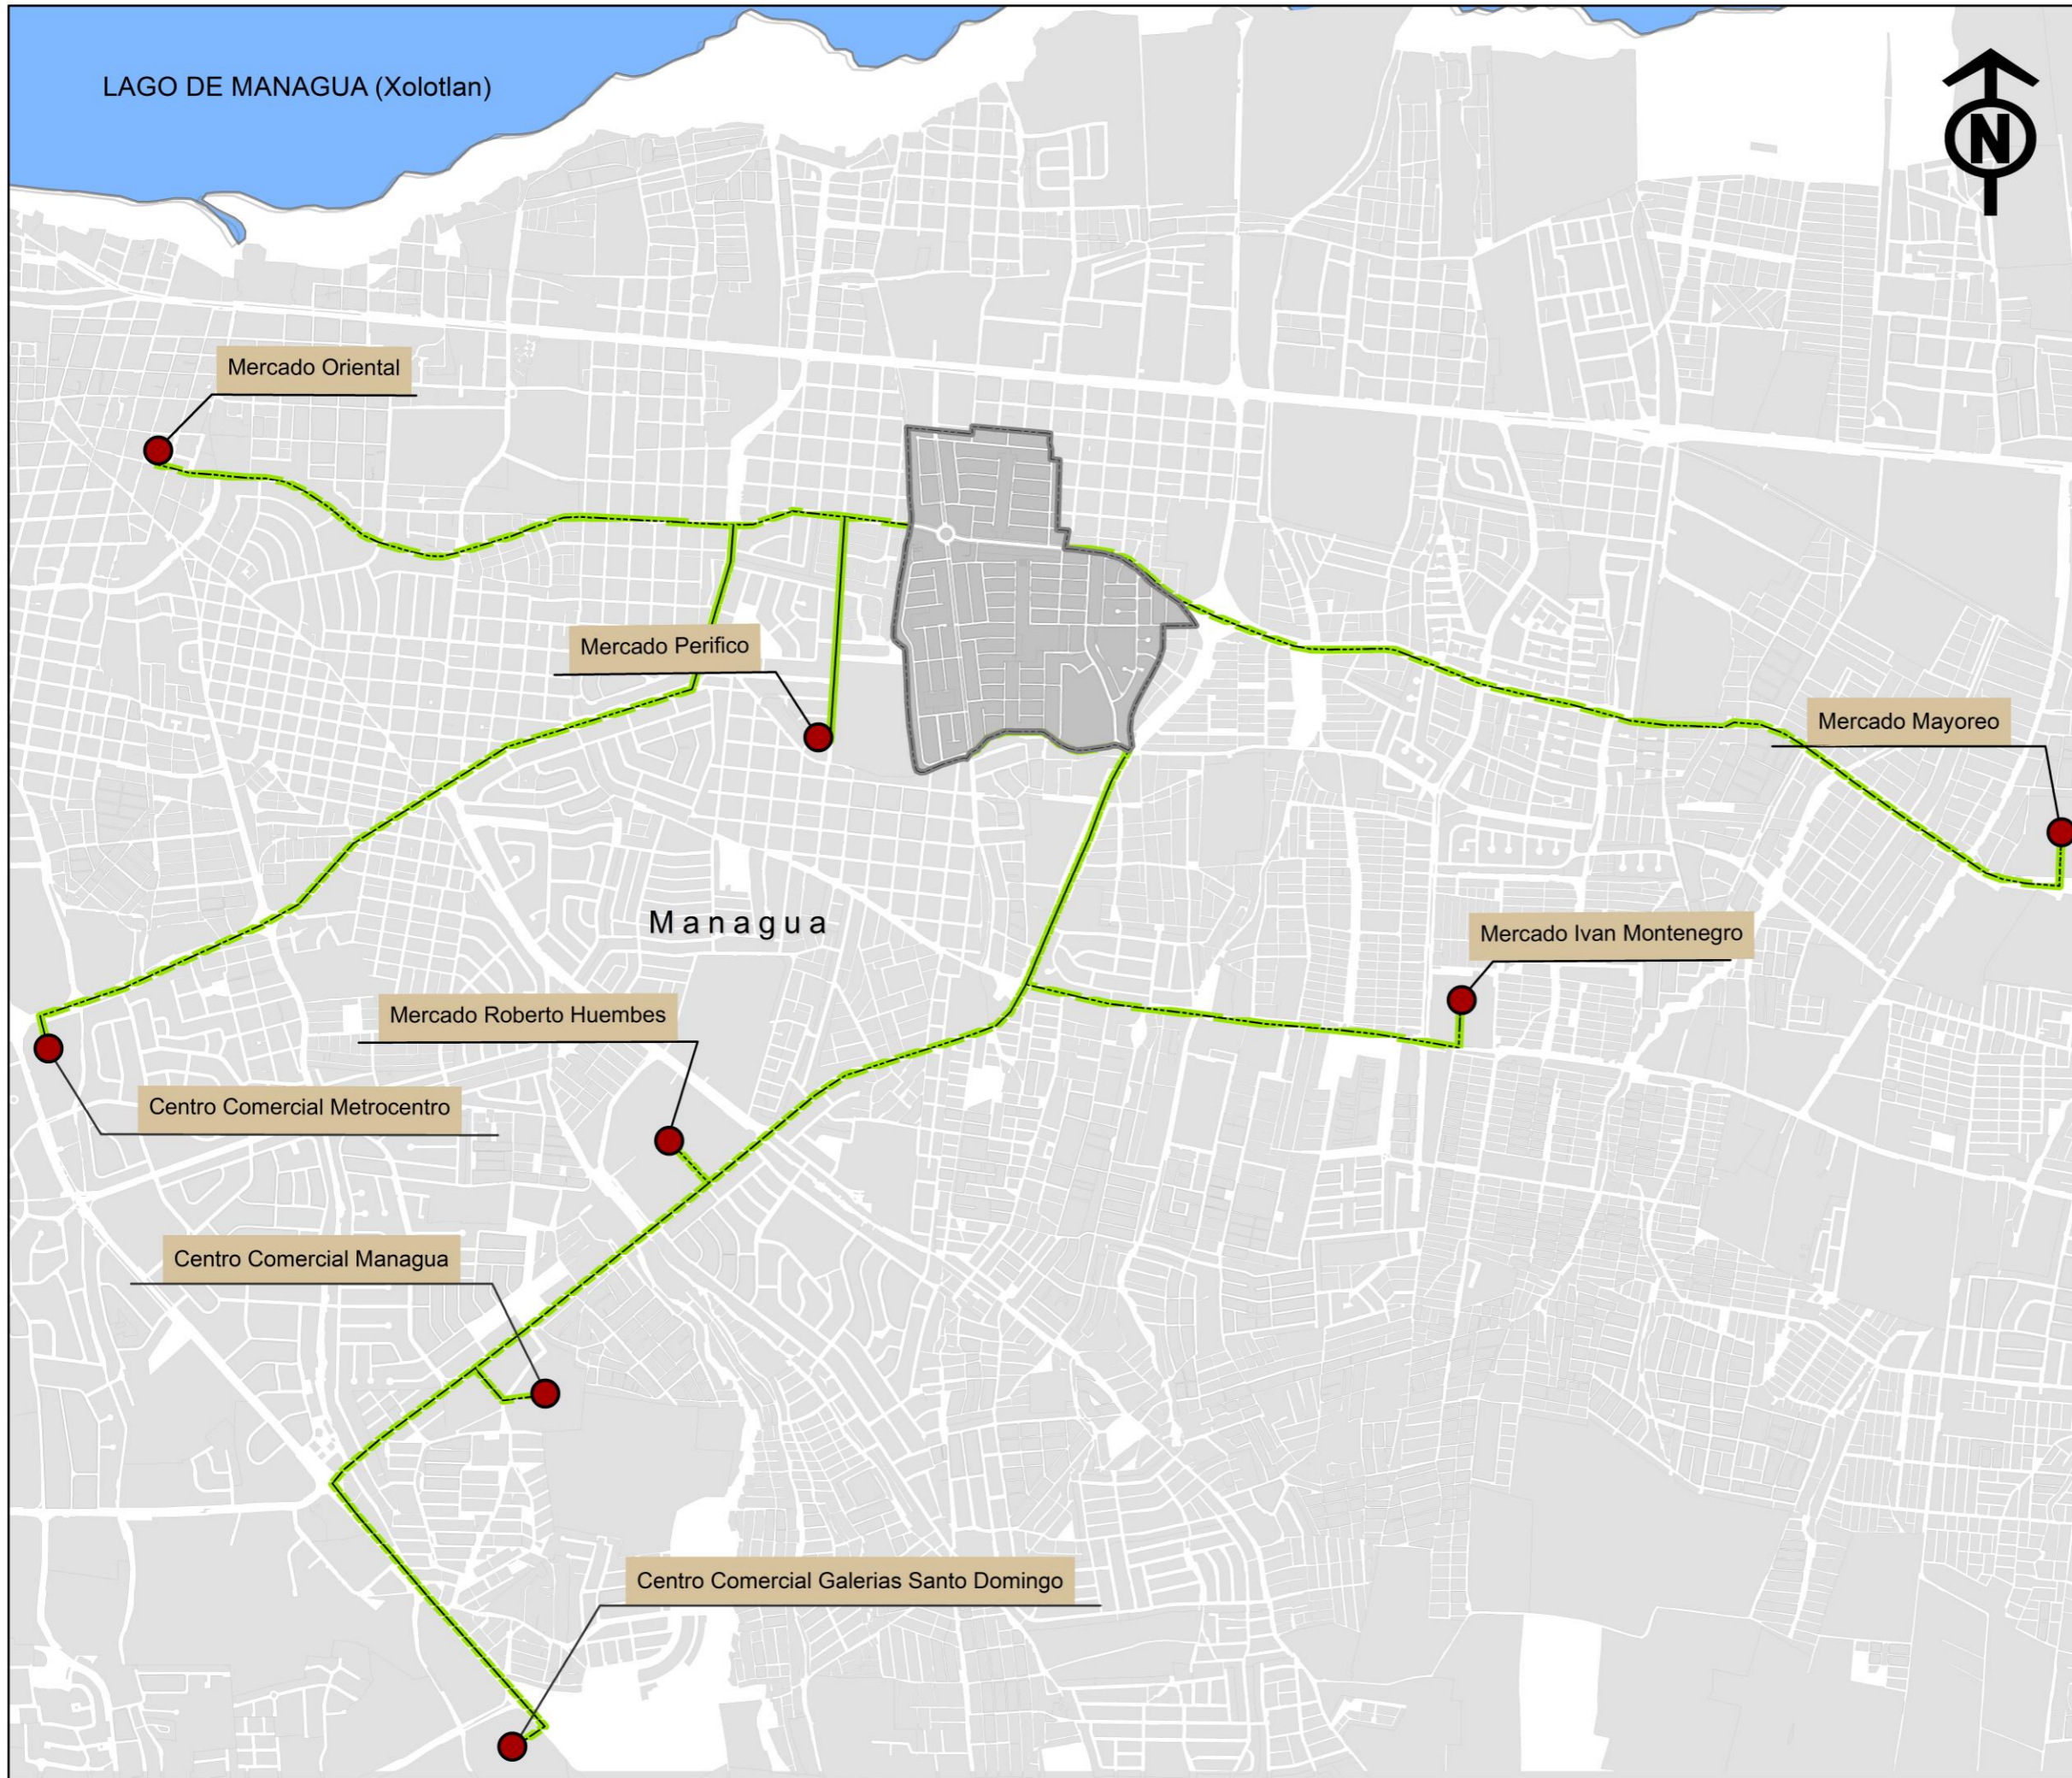 LAGO DE MANAGUA (Xolotlan)
N
Mercado Oriental
Mercado Perifico
Mercado Mayoreo
Managua
Mercado Ivan Montenegro
Mercado Roberto Huembes
Centro Comercial Metrocentro
Centro Comercial Managua
Centro Comercial Galerias Santo Domingo